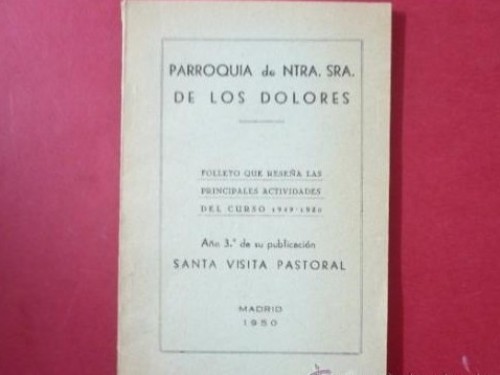 PARROQUIA de NTRA. SRA.
DE LOS DOLORES
FOLLETO QUE RESEÑA LAS
PRINCIPALES ACTIVIDADES
DEL CURSO 1949-1950
Año 3.° de su publicación
SANTA VISITA PASTORAL
MADRID
1950